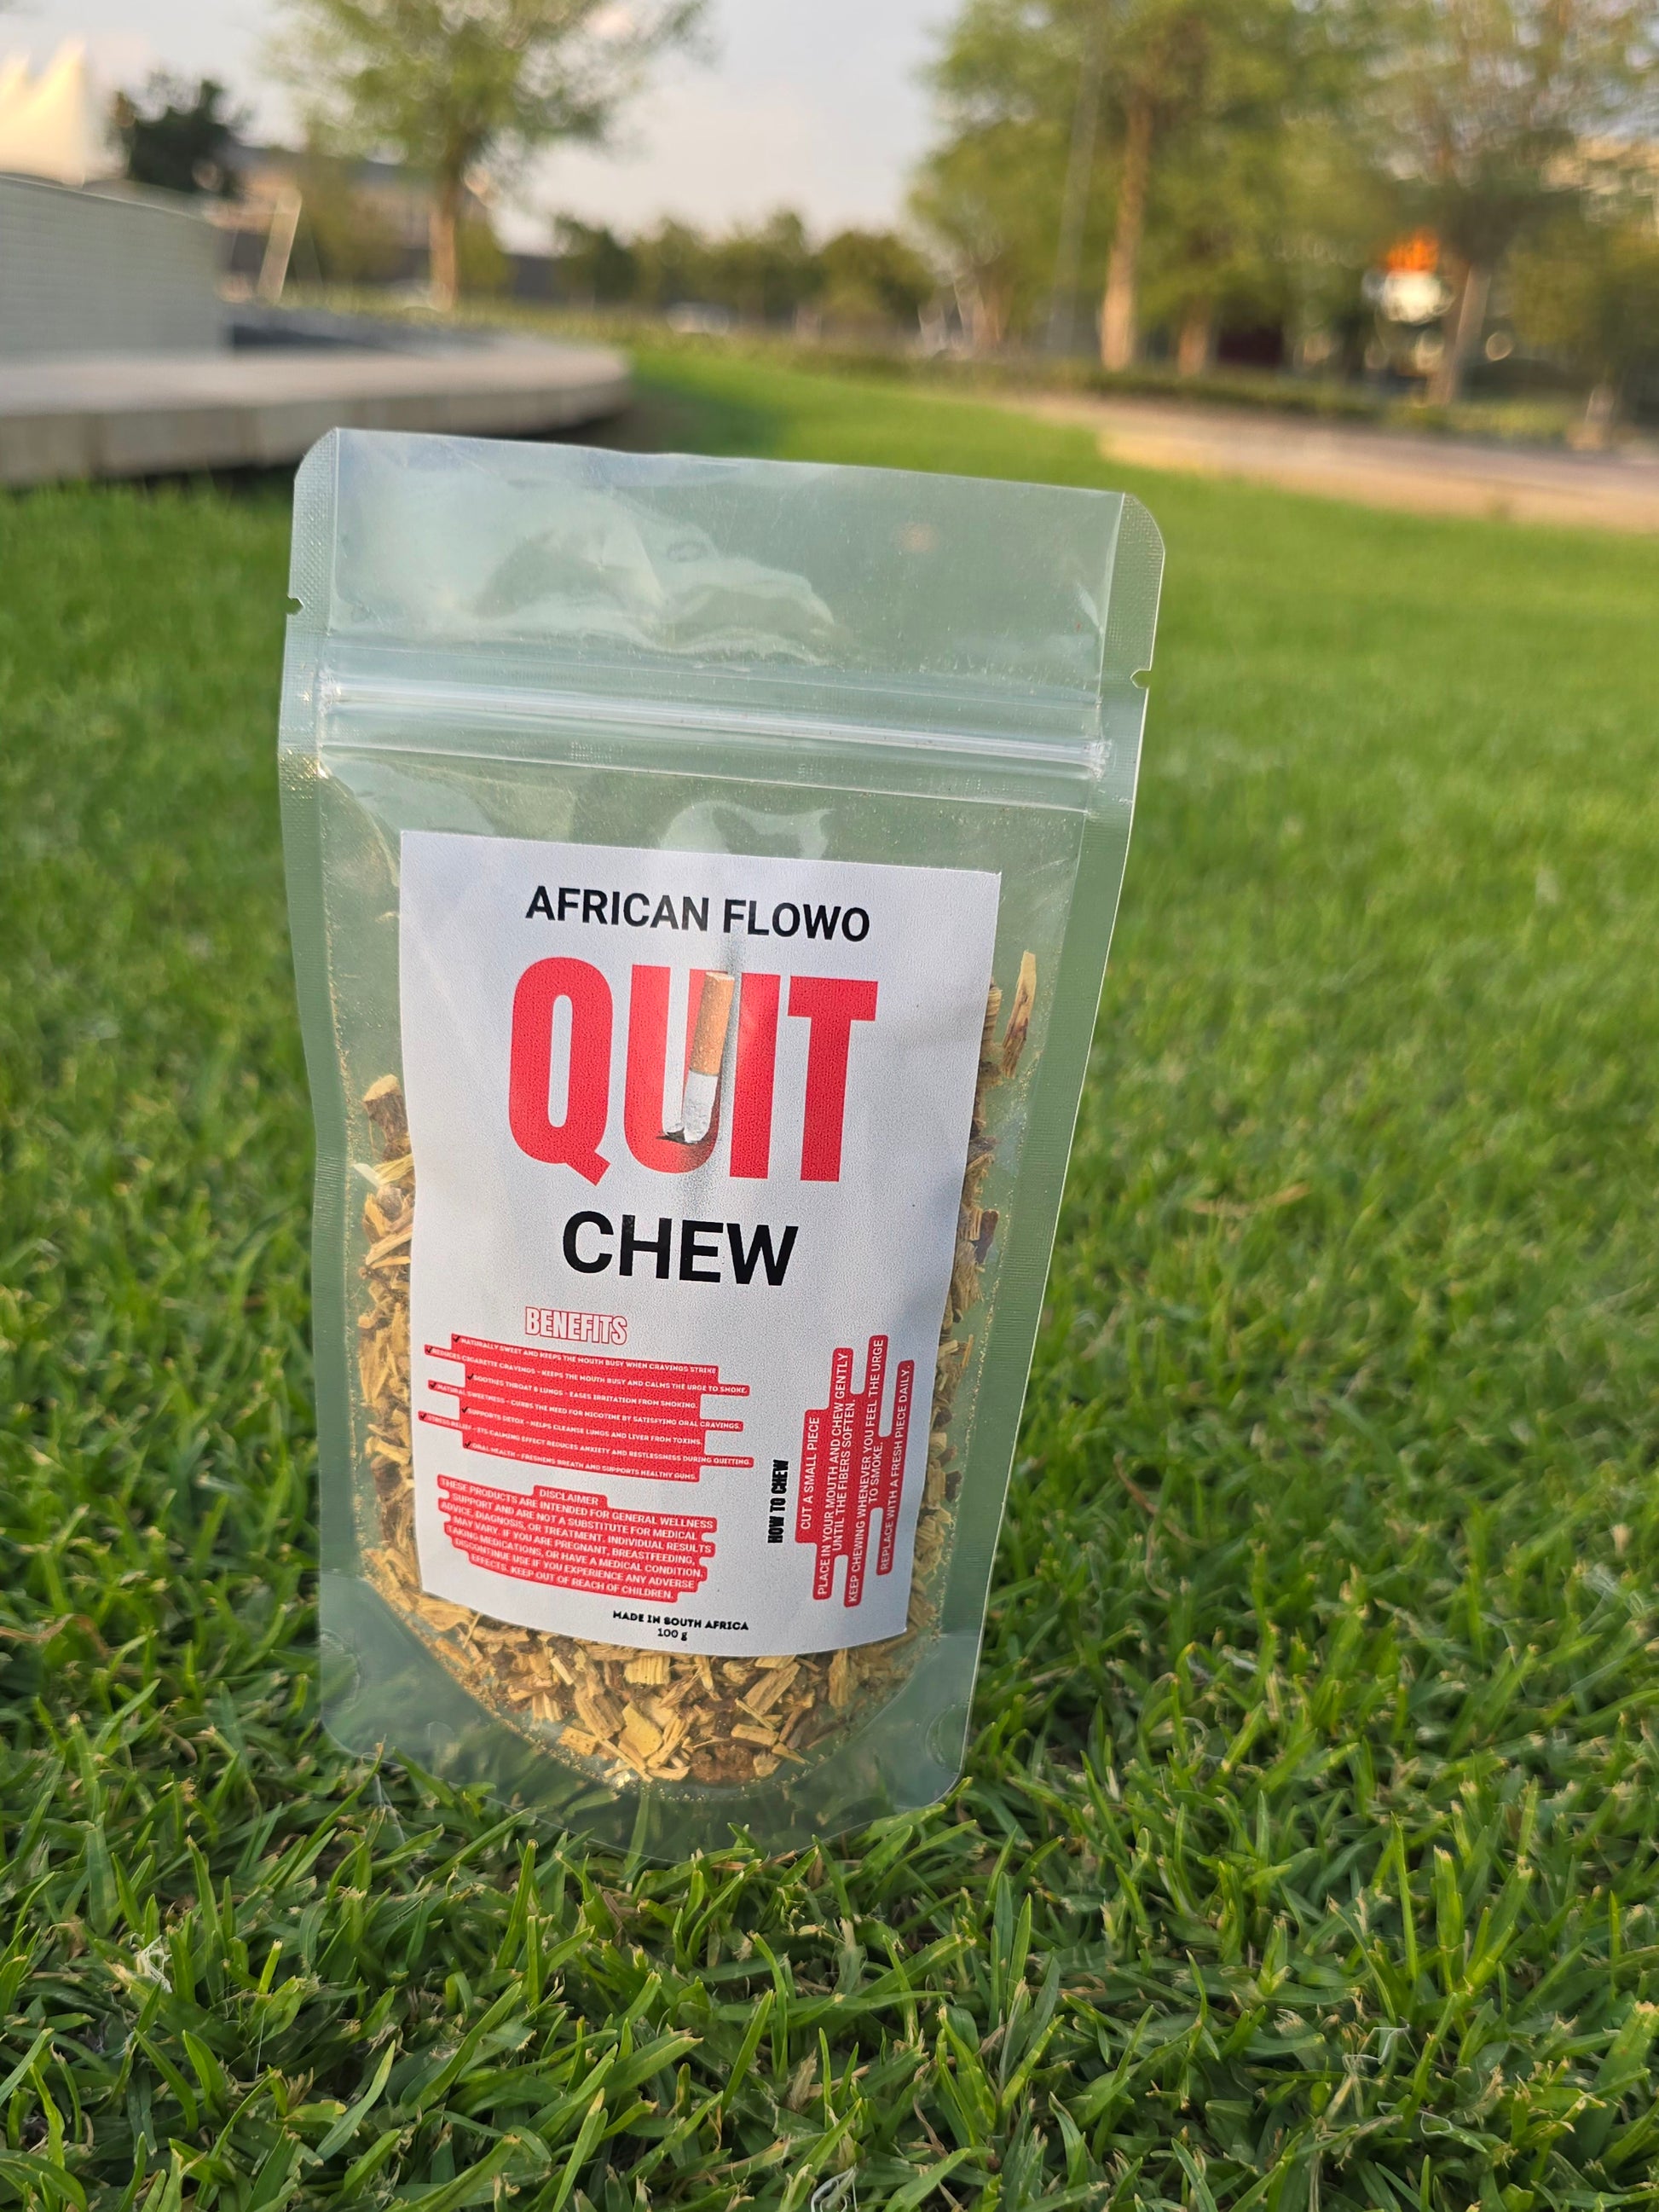 AFRICAN FLOWO
QUIT
CHEW
BENEFITS
✓NATURALLY SWEET AND KEEPS THE MOUTH BUSY WHEN CRAVINGS STRIKE
✓REDUCES CIGARETTE CRAVINGS - KEEPS THE MOUTH BUSY AND CALMS THE URGE TO SMOKE.
✓SOOTHES THROAT & LUNGS - EASES IRRITATION FROM SMOKING.
✓NATURAL SWEETNESS - CURBS THE NEED FOR NICOTINE BY SATISFYING ORAL CRAVINGS.
✓SUPPORTS DETOX - HELPS CLEANSE LUNGS AND LIVER FROM TOXINS.
✓STRESS RELIEF - ITS CALMING EFFECT REDUCES ANXIETY AND RESTLESSNESS DURING QUITTING.
✓ORAL HEALTH - FRESHENS BREATH AND SUPPORTS HEALTHY GUMS.
DISCLAIMER
THESE PRODUCTS ARE INTENDED FOR GENERAL WELLNESS
SUPPORT AND ARE NOT A SUBSTITUTE FOR MEDICAL
ADVICE, DIAGNOSIS, OR TREATMENT. INDIVIDUAL RESULTS
MAY VARY. IF YOU ARE PREGNANT, BREASTFEEDING,
TAKING MEDICATIONS, OR HAVE A MEDICAL CONDITION.
DISCONTINUE USE IF YOU EXPERIENCE ANY ADVERSE
EFFECTS. KEEP OUT OF REACH OF CHILDREN.
HOW TO CHEW
CUT A SMALL PIECE
PLACE IN YOUR MOUTH AND CHEW GENTLY
UNTIL THE FIBERS SOFTEN.
KEEP CHEWING WHENEVER YOU FEEL THE URGE
TO SMOKE.
REPLACE WITH A FRESH PIECE DAILY.
MADE IN SOUTH AFRICA
100 g